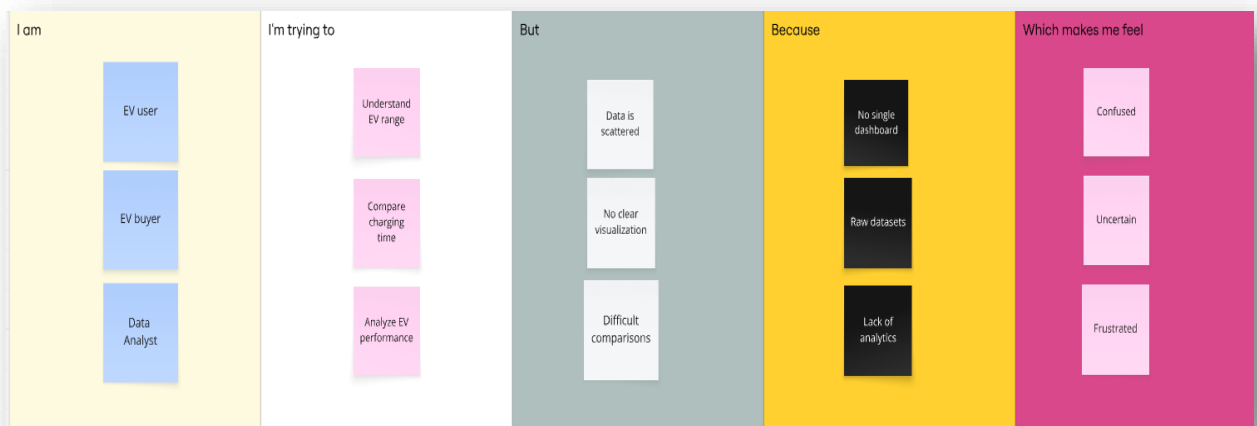 I am
I'm trying to
But
Because
Which makes me feel
EV user
Understand
EV range
Data is
scattered
No single
dashboard
Confused
EV buyer
Compare
charging
time
No clear
visualization
Raw datasets
Uncertain
Data
Analyst
Analyze EV
performance
Difficult
comparisons
Lack of
analytics
Frustrated